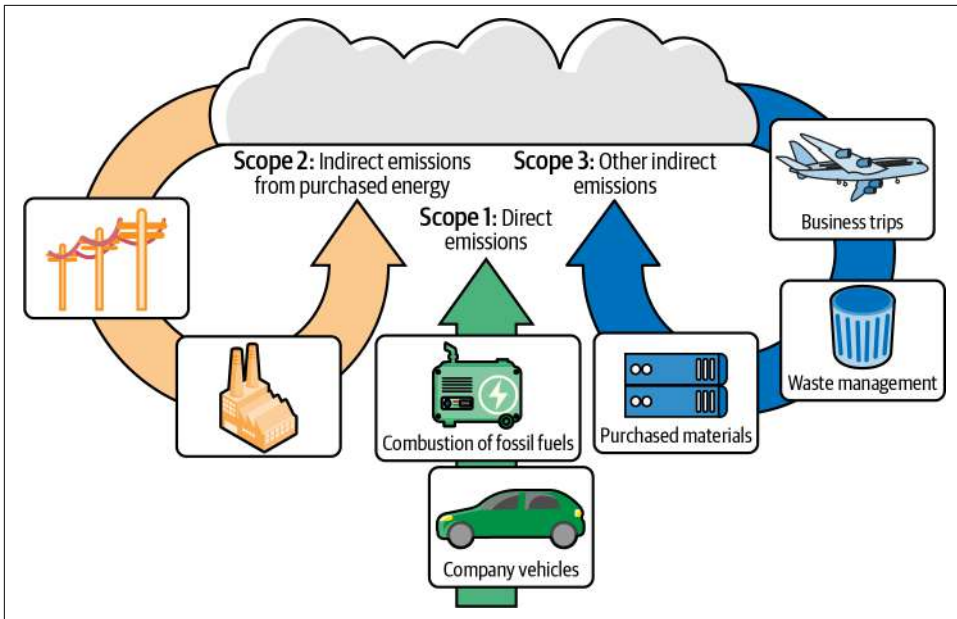 Scope 2: Indirect emissions
from purchased energy
Scope 3: Other indirect
emissions
Scope 1: Direct
emissions
Business trips
Waste management
Combustion of fossil fuels
Purchased materials
Company vehicles